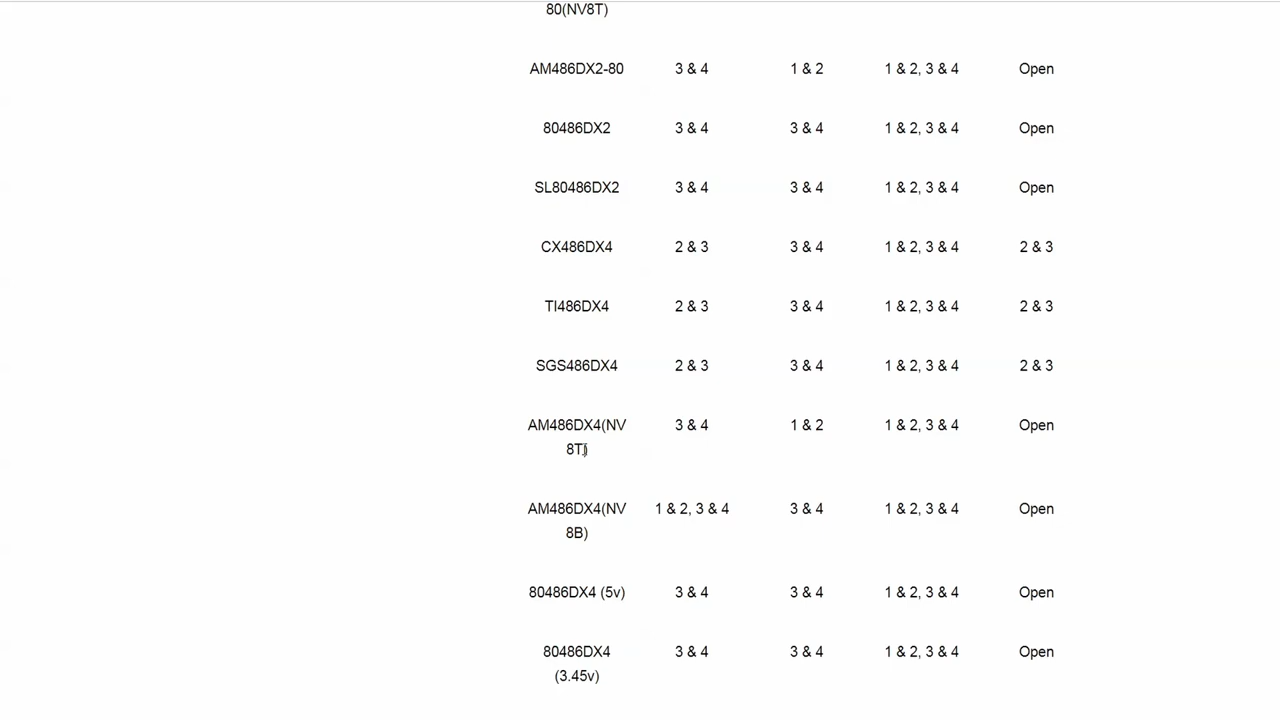 80(NV8T)
AM486DX2-80 3 & 4 1 & 2 1 & 2, 3 & 4 Open
80486DX2 3 & 4 3 & 4 1 & 2, 3 & 4 Open
SL80486DX2 3 & 4 3 & 4 1 & 2, 3 & 4 Open
CX486DX4 2 & 3 3 & 4 1 & 2, 3 & 4 2 & 3
TI486DX4 2 & 3 3 & 4 1 & 2, 3 & 4 2 & 3
SGS486DX4 2 & 3 3 & 4 1 & 2, 3 & 4 2 & 3
AM486DX4(NV 3 & 4 1 & 2 1 & 2, 3 & 4 Open
8T)
AM486DX4(NV 1 & 2, 3 & 4 3 & 4 1 & 2, 3 & 4 Open
8B)
80486DX4 (5v) 3 & 4 3 & 4 1 & 2, 3 & 4 Open
80486DX4 3 & 4 3 & 4 1 & 2, 3 & 4 Open
(3.45v)